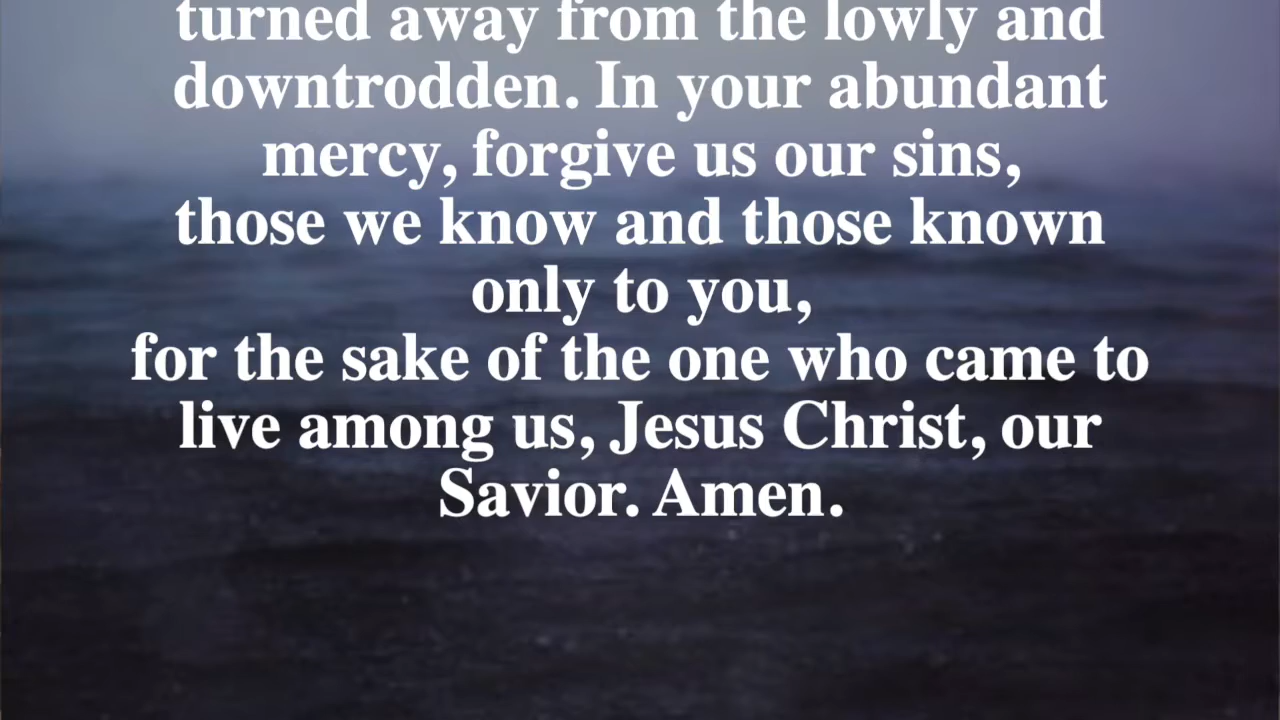 turned away from the lowly and
downtrodden. In your abundant
mercy, forgive us our sins,
those we know and those known
only to you,
for the sake of the one who came to
live among us, Jesus Christ, our
Savior. Amen.